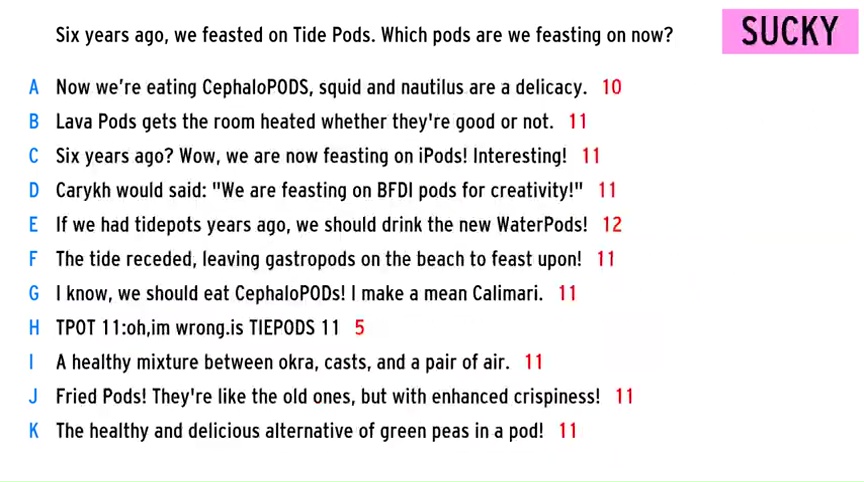 Six years ago, we feasted on Tide Pods. Which pods are we feasting on now?
SUCKY
A Now we're eating CephaloPODS, squid and nautilus are a delicacy. 10
B Lava Pods gets the room heated whether they're good or not. 11
C Six years ago? Wow, we are now feasting on iPods! Interesting! 11
D Carykh would said: "We are feasting on BFDI pods for creativity!" 11
E If we had tidepots years ago, we should drink the new WaterPods! 12
F The tide receded, leaving gastropods on the beach to feast upon! 11
G I know, we should eat CephaloPODs! I make a mean Calimari. 11
H TPOT 11:oh,im wrong.is TIEPODS 11 5
I A healthy mixture between okra, casts, and a pair of air. 11
J Fried Pods! They're like the old ones, but with enhanced crispiness! 11
K The healthy and delicious alternative of green peas in a pod! 11